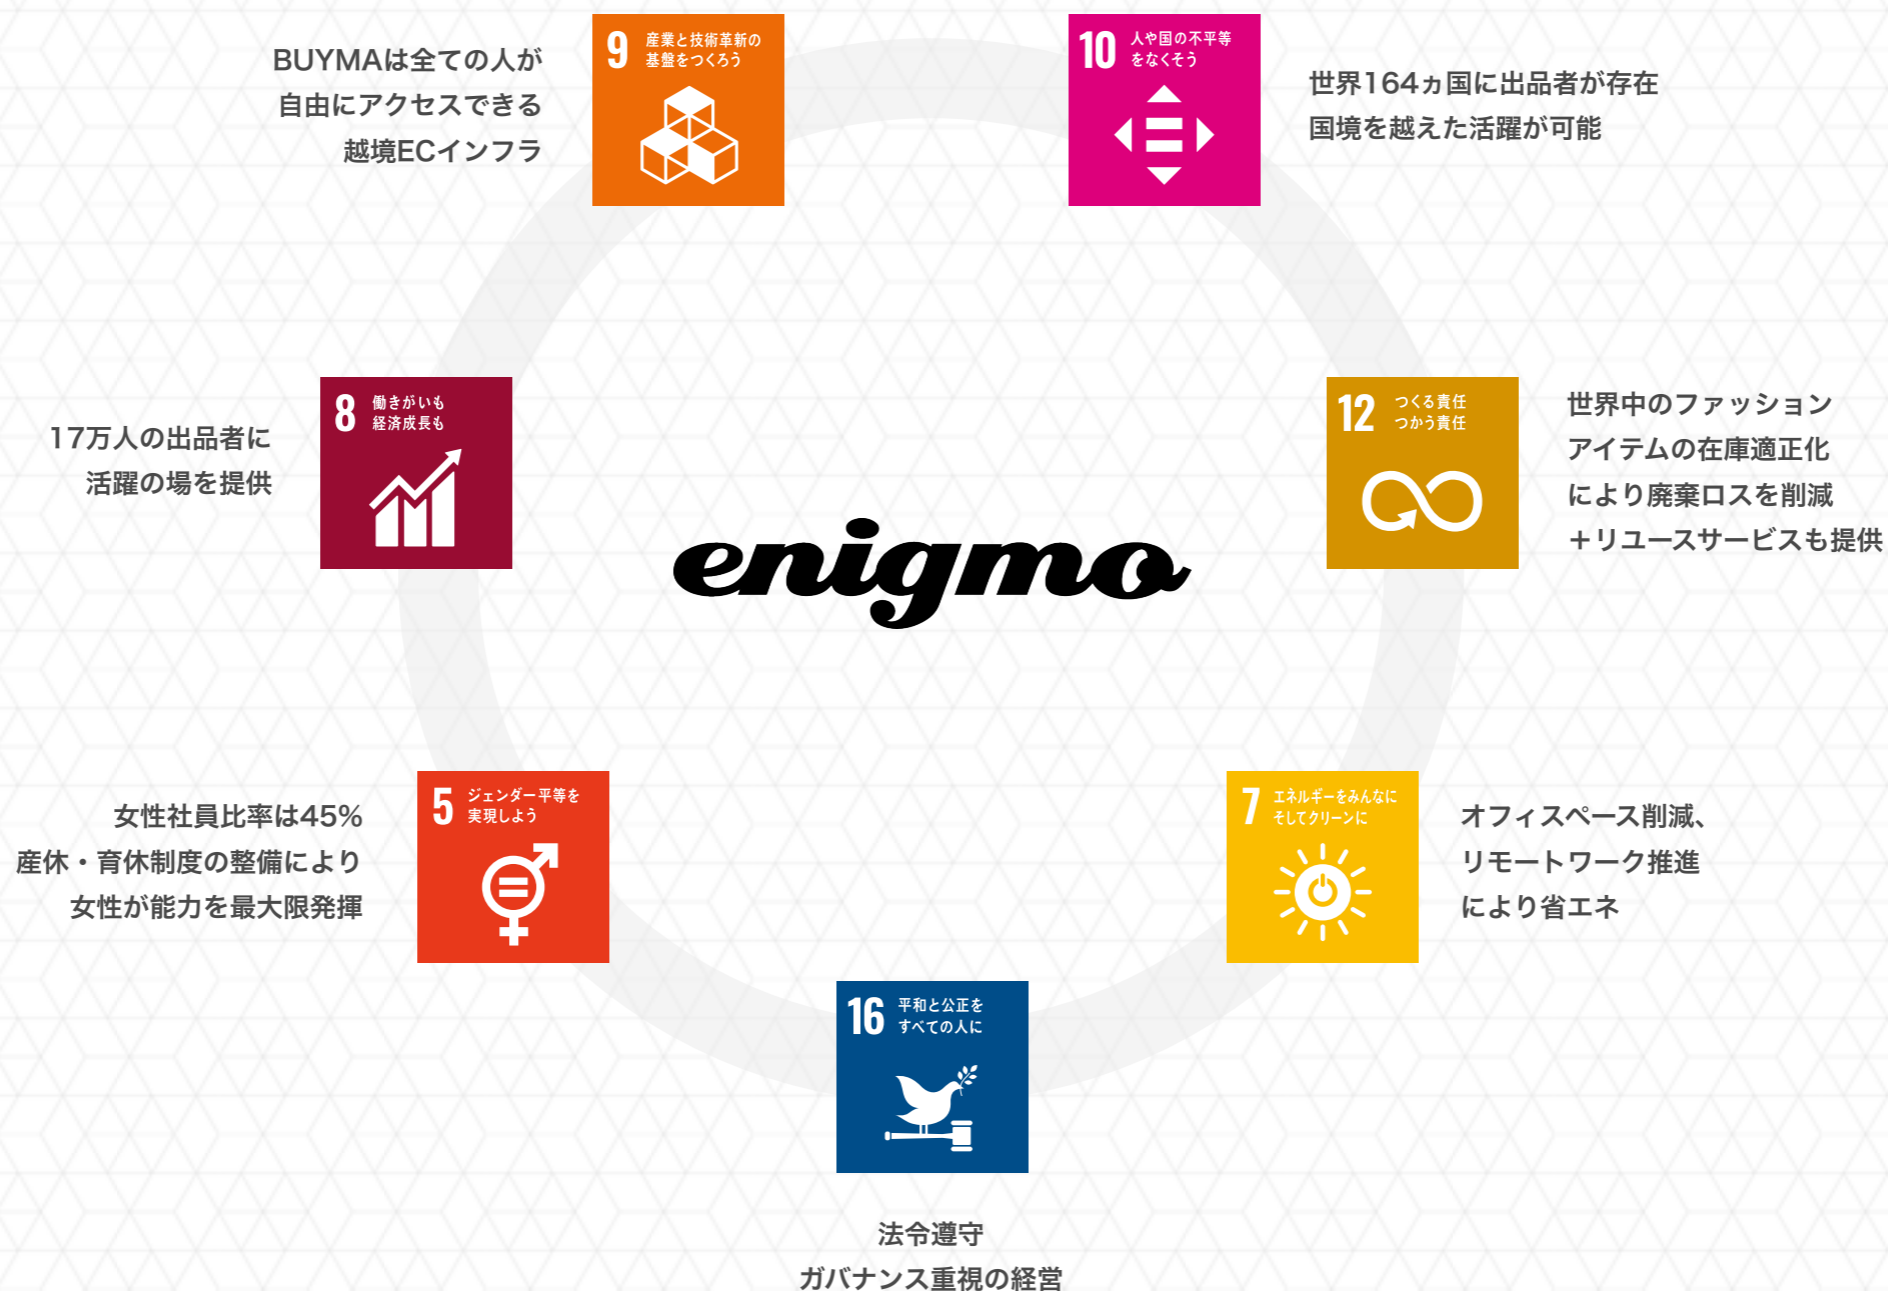 BUYMAは全ての人が
自由にアクセスできる
越境ECインフラ
9 産業と技術革新の
基盤をつくろう
10 人や国の不平等
をなくそう
世界164ヵ国に出品者が存在
国境を越えた活躍が可能
17万人の出品者に
活躍の場を提供
8 働きがいも
経済成長も
enigmo
12 つくる責任
つかう責任
世界中のファッション
アイテムの在庫適正化
により廃棄ロスを削減
＋リユースサービスも提供
女性社員比率は45%
産休・育休制度の整備により
女性が能力を最大限発揮
5 ジェンダー平等を
実現しよう
7 エネルギーをみんなに
そしてクリーンに
オフィスペース削減、
リモートワーク推進
により省エネ
16 平和と公正を
すべての人に
法令遵守
ガバナンス重視の経営